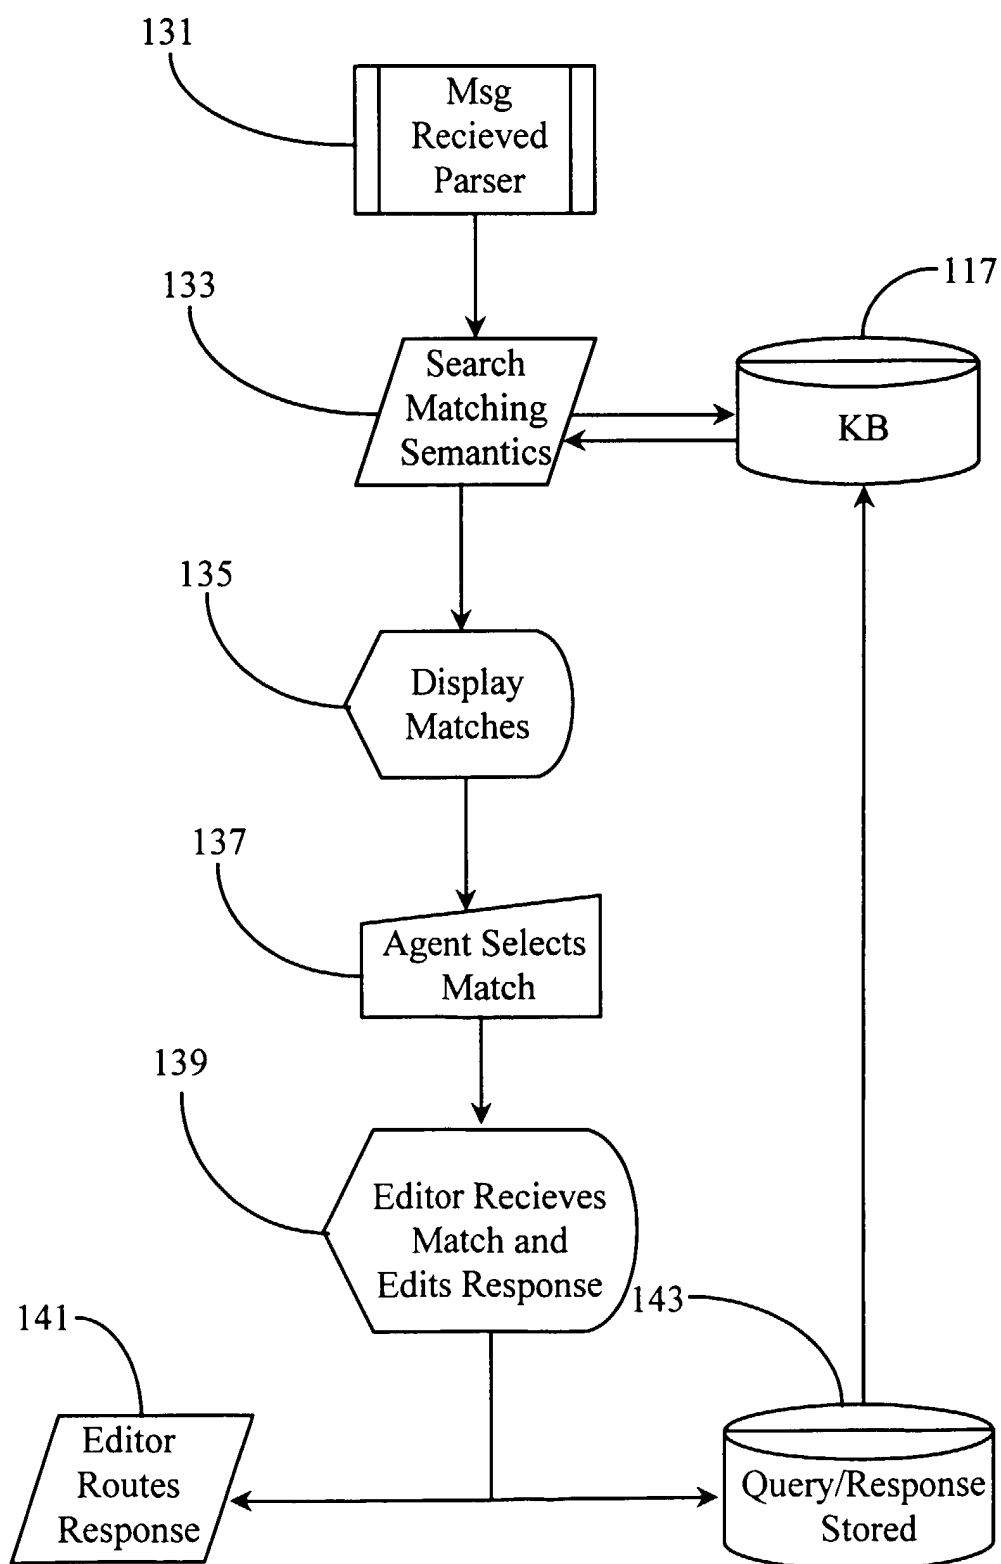 131
Msg
Recieved
Parser
133
117
Search
Matching
Semantics
KB
135
Display
Matches
137
Agent Selects
Match
139
Editor Recieves
Match and
Edits Response
143
141
Editor
Routes
Response
Query/Response
Stored